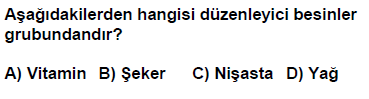 Aşağıdakilerden hangisi düzenleyici besinler
grubundandır?
A) Vitamin B) Şeker C) Nişasta D) Yağ